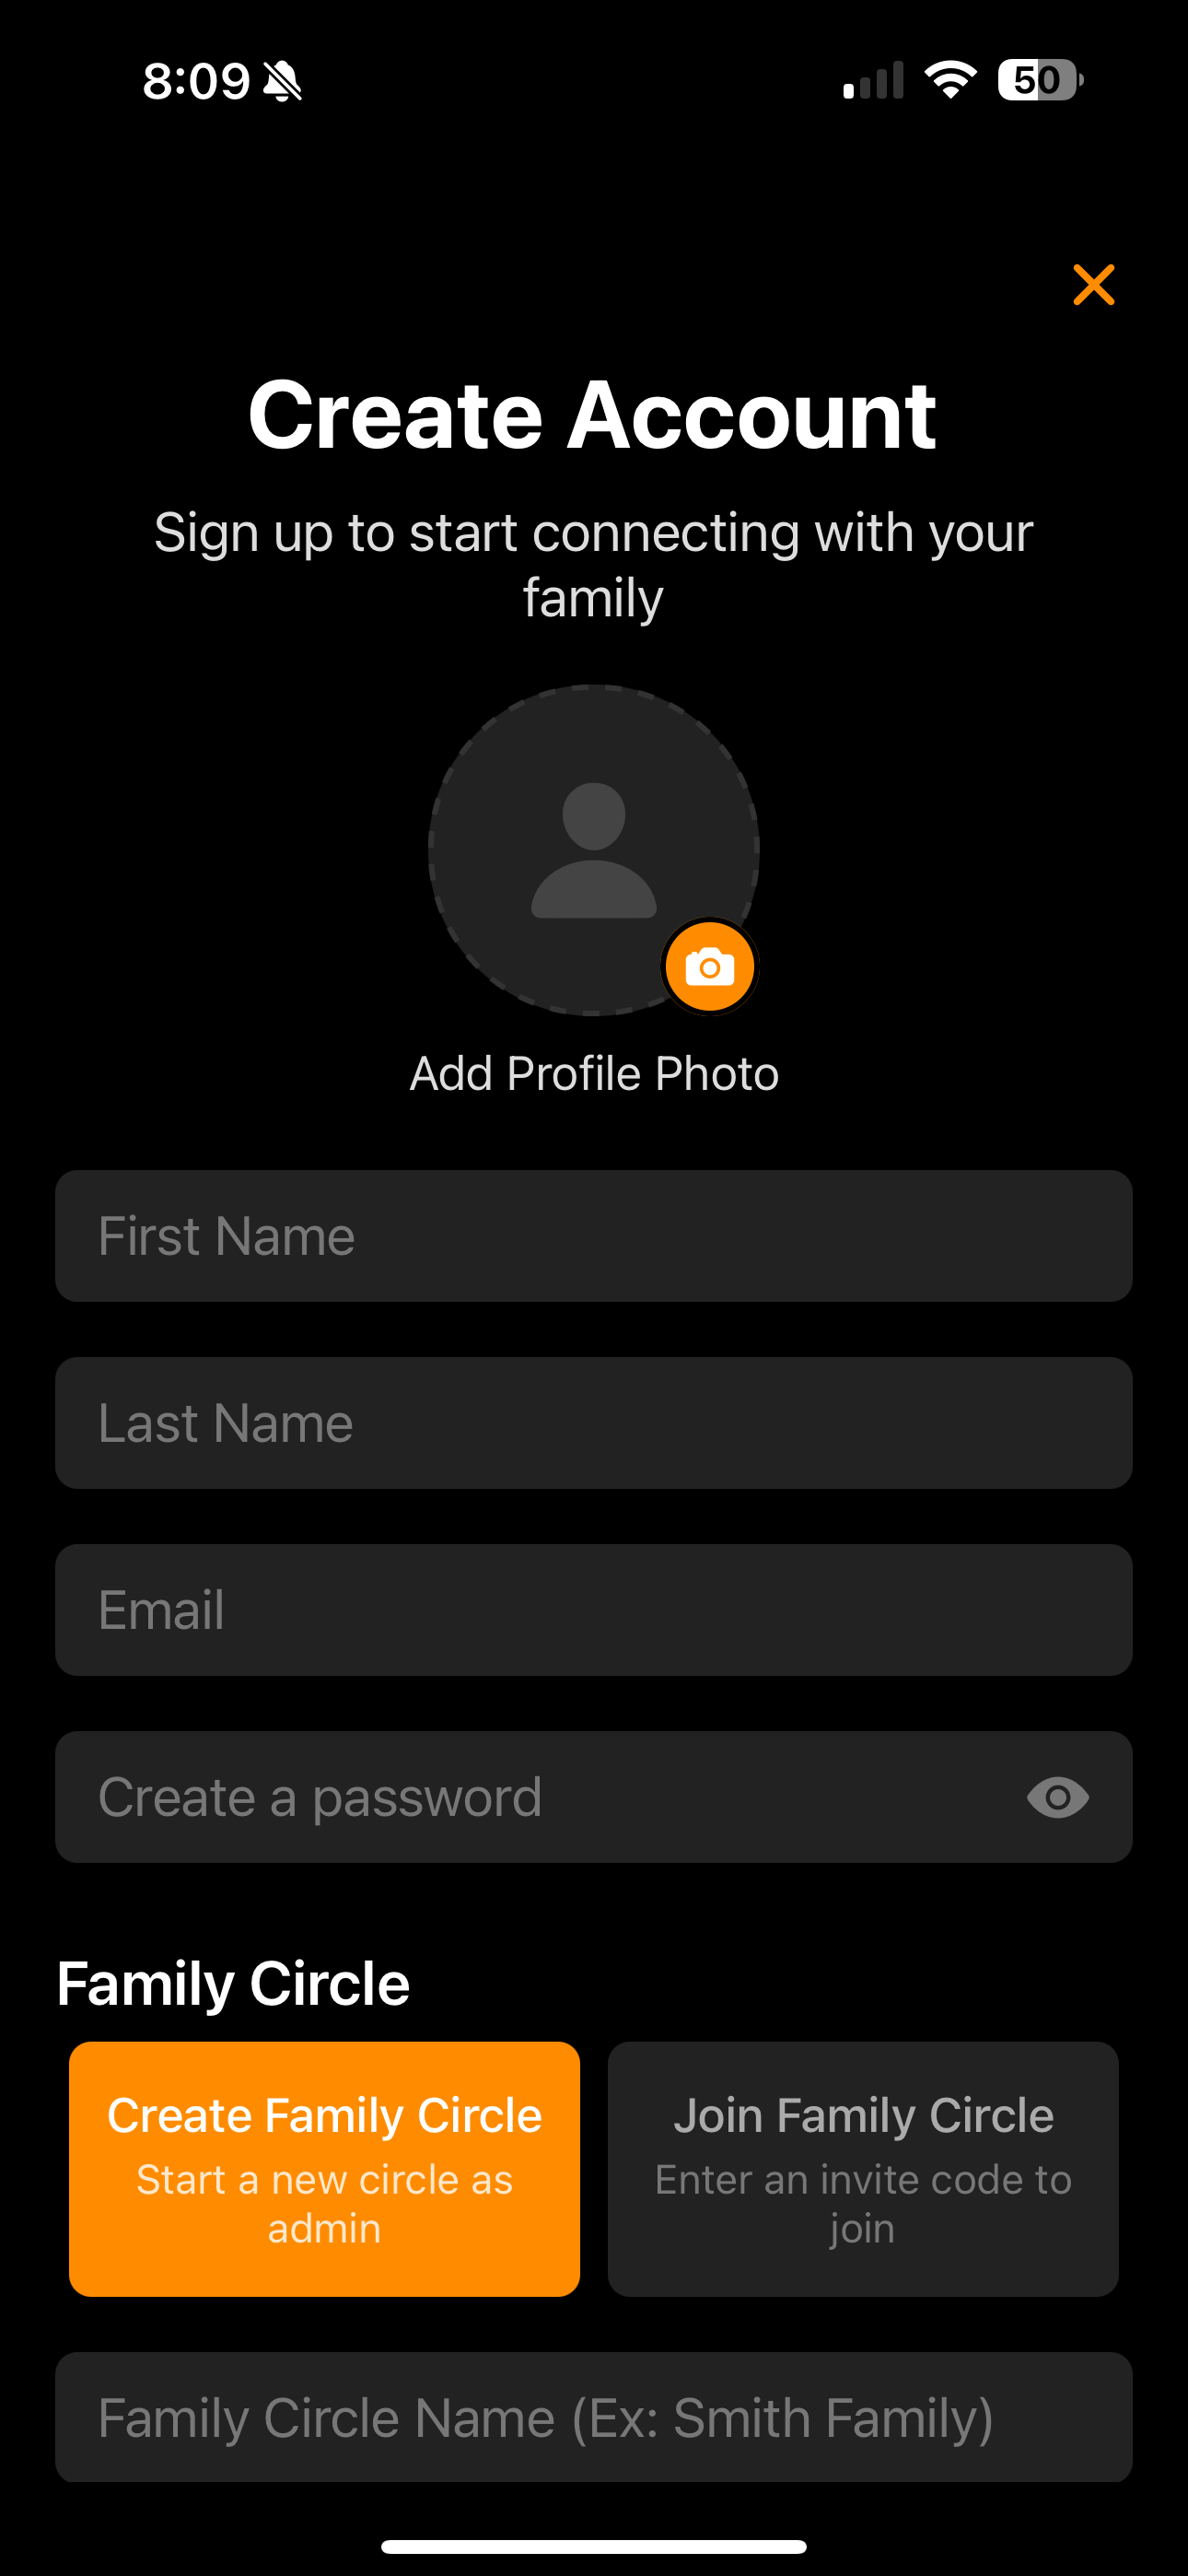 8:09
50
Create Account
Sign up to start connecting with your
family
Add Profile Photo
First Name
Last Name
Email
Create a password
Family Circle
Create Family Circle
Start a new circle as
admin
Join Family Circle
Enter an invite code to
join
Family Circle Name (Ex: Smith Family)